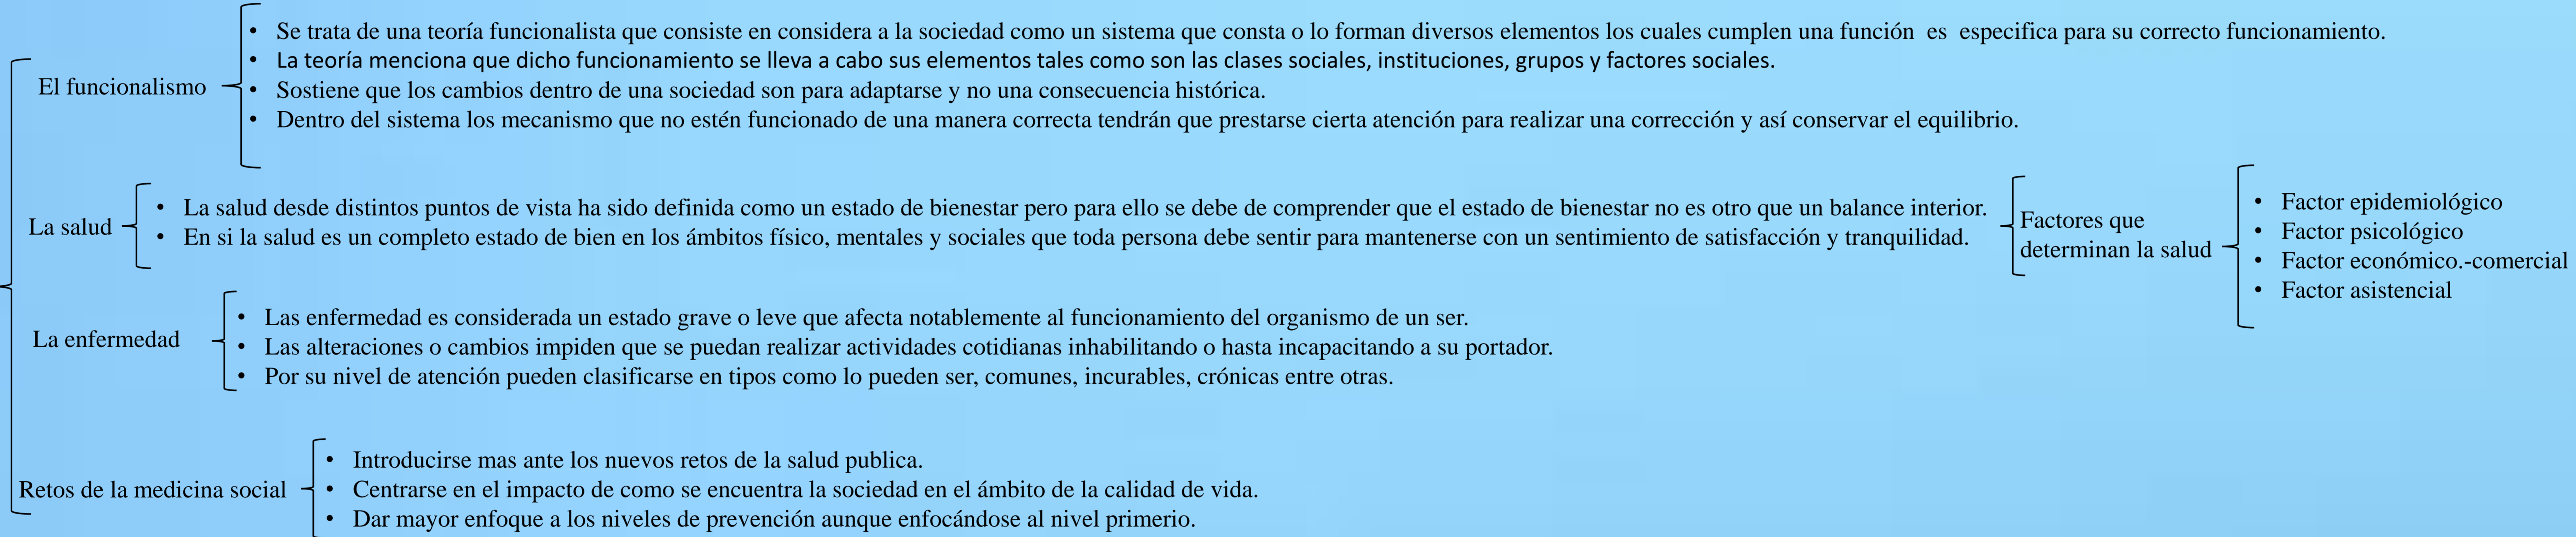 El funcionalismo
• Se trata de una teoría funcionalista que consiste en considera a la sociedad como un sistema que consta o lo forman diversos elementos los cuales cumplen una función es especifica para su correcto funcionamiento.
• La teoría menciona que dicho funcionamiento se lleva a cabo sus elementos tales como son las clases sociales, instituciones, grupos y factores sociales.
• Sostiene que los cambios dentro de una sociedad son para adaptarse y no una consecuencia histórica.
• Dentro del sistema los mecanismo que no estén funcionado de una manera correcta tendrán que prestarse cierta atención para realizar una corrección y así conservar el equilibrio.
La salud
• La salud desde distintos puntos de vista ha sido definida como un estado de bienestar pero para ello se debe de comprender que el estado de bienestar no es otro que un balance interior.
• En si la salud es un completo estado de bien en los ámbitos físico, mentales y sociales que toda persona debe sentir para mantenerse con un sentimiento de satisfacción y tranquilidad.
Factores que
determinan la salud
• Factor epidemiológico
• Factor psicológico
• Factor económico.-comercial
• Factor asistencial
La enfermedad
• Las enfermedad es considerada un estado grave o leve que afecta notablemente al funcionamiento del organismo de un ser.
• Las alteraciones o cambios impiden que se puedan realizar actividades cotidianas inhabilitando o hasta incapacitando a su portador.
• Por su nivel de atención pueden clasificarse en tipos como lo pueden ser, comunes, incurables, crónicas entre otras.
Retos de la medicina social
• Introducirse mas ante los nuevos retos de la salud publica.
• Centrarse en el impacto de como se encuentra la sociedad en el ámbito de la calidad de vida.
• Dar mayor enfoque a los niveles de prevención aunque enfocándose al nivel primerio.